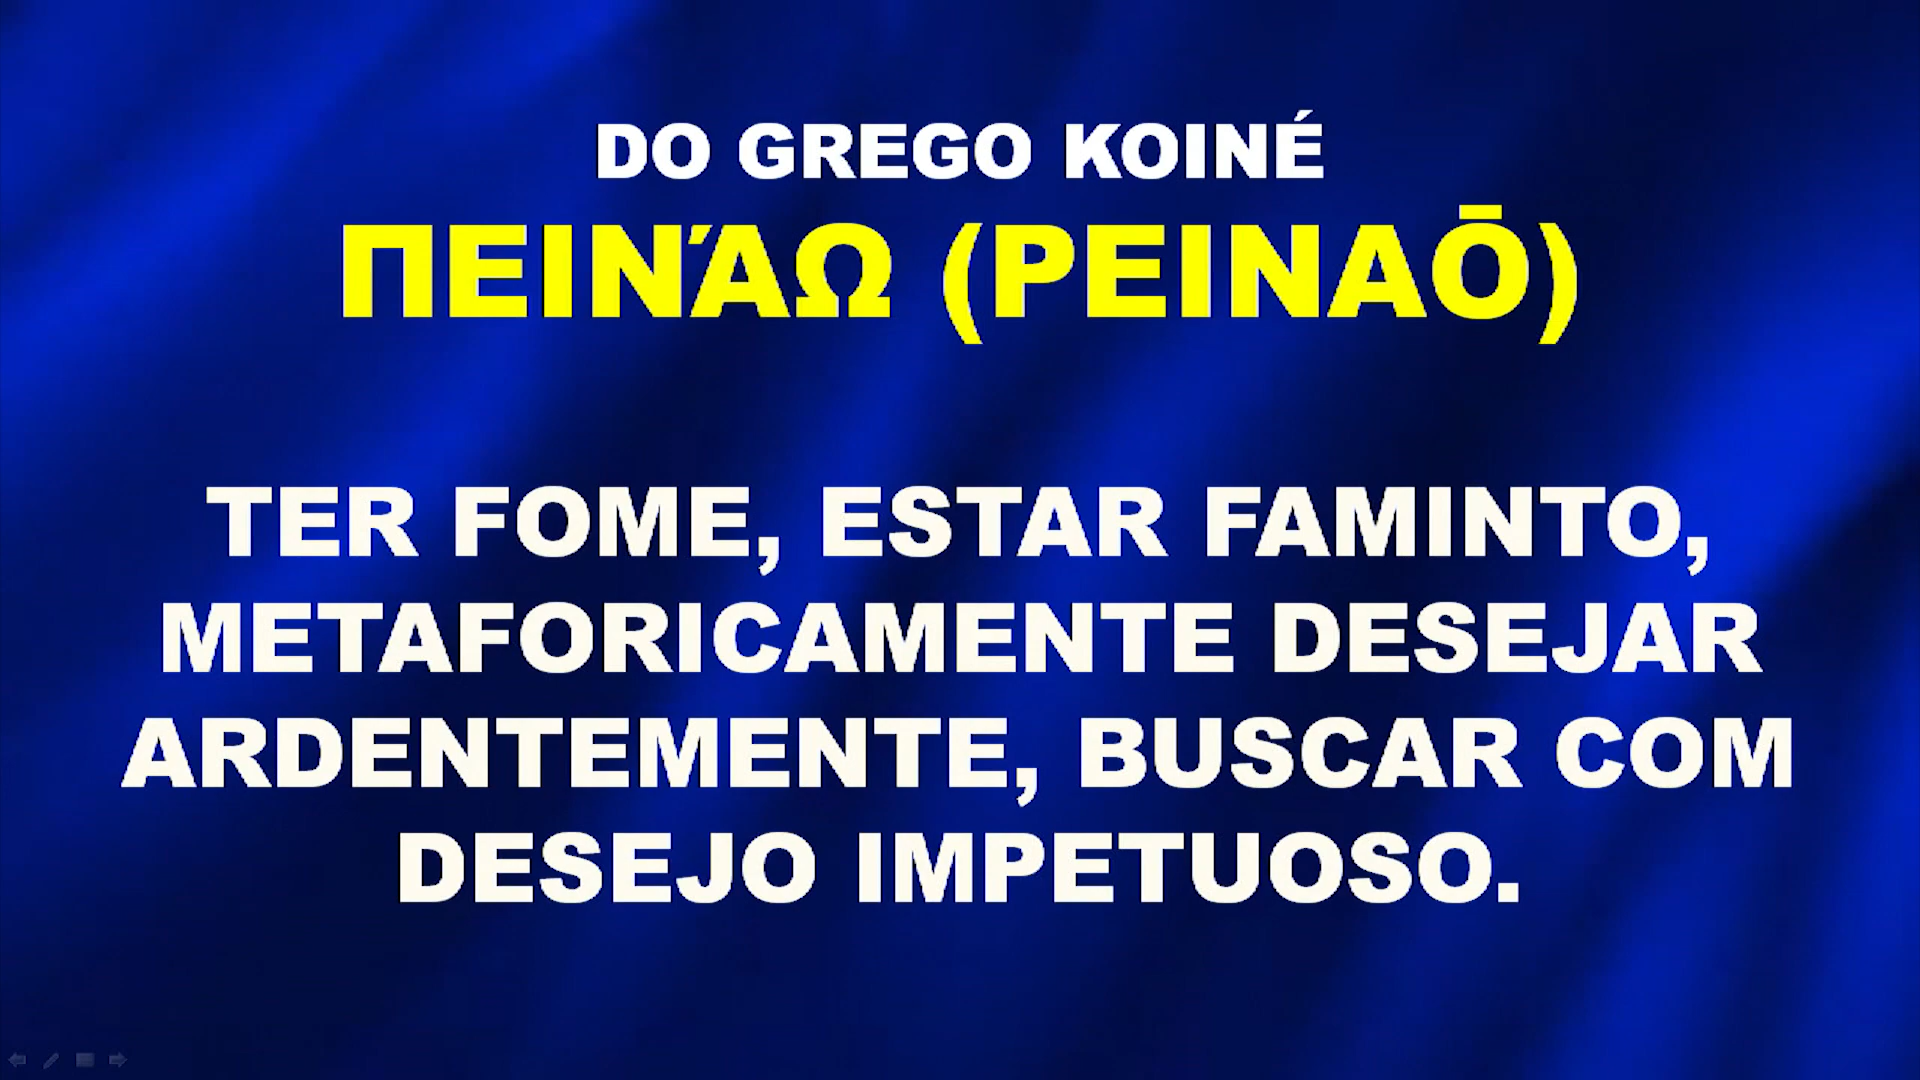 DO GREGO KOINÉ
ΠΕΙΝΆΩ (PEINAŌ)
TER FOME, ESTAR FAMINTO,
METAFORICAMENTE DESEJAR
ARDENTEMENTE, BUSCAR COM
DESEJO IMPETUOSO.